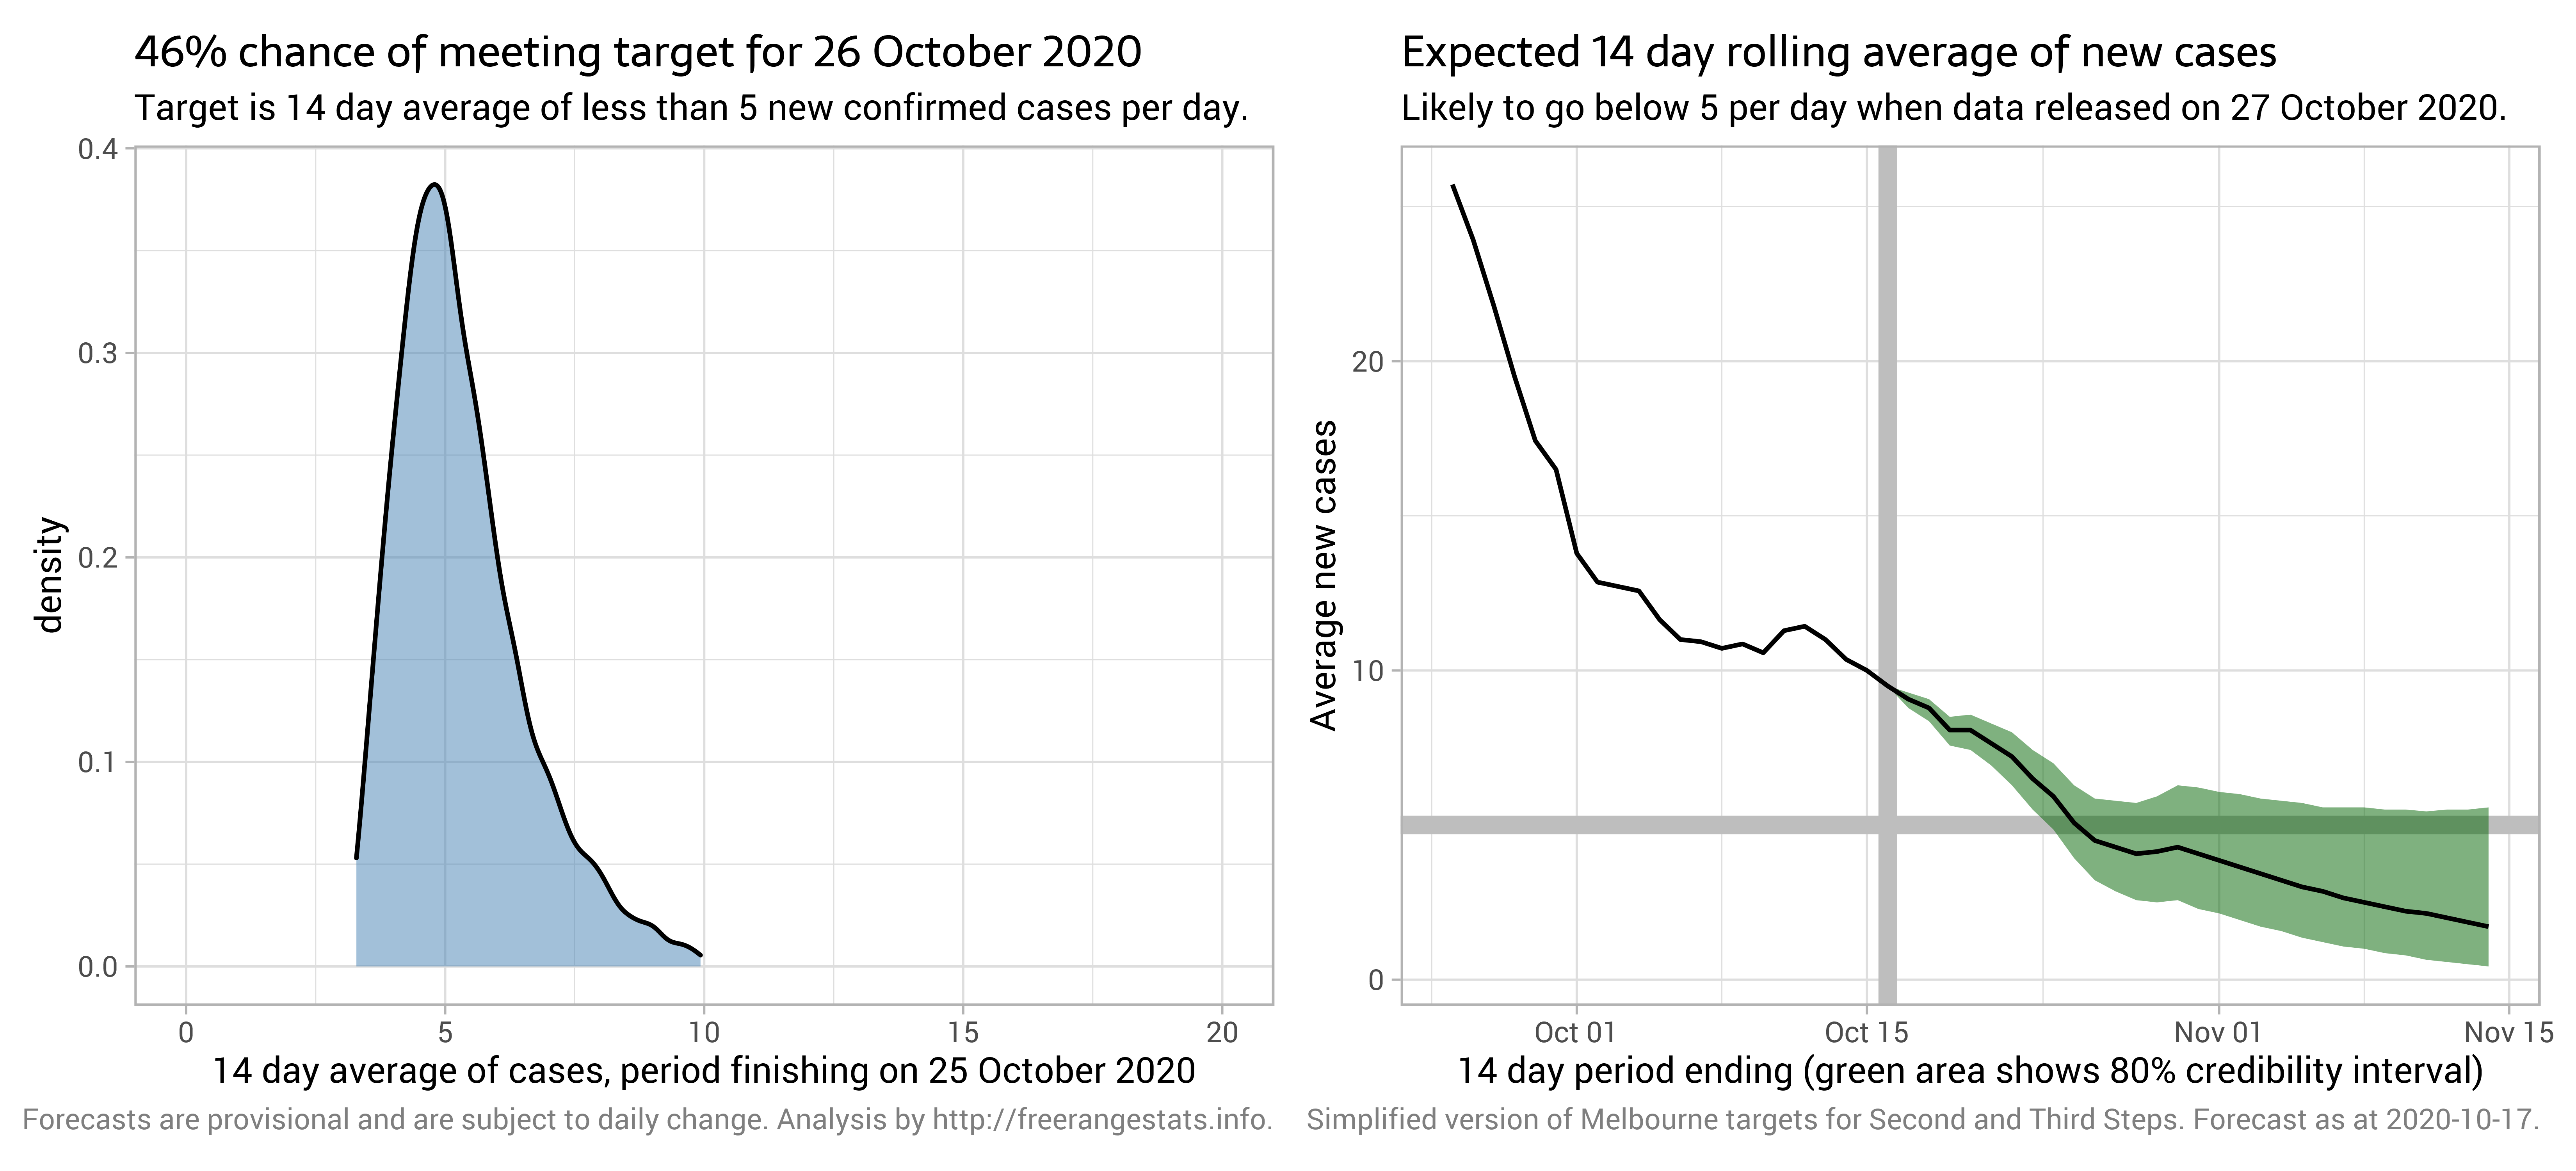 46% chance of meeting target for 26 October 2020
Target is 14 day average of less than 5 new confirmed cases per day.
0.4
0.3
0.2
0.1
0.0
density
0 5 10 15 20
14 day average of cases, period finishing on 25 October 2020
Forecasts are provisional and are subject to daily change. Analysis by http://freerangestats.info.
Expected 14 day rolling average of new cases
Likely to go below 5 per day when data released on 27 October 2020.
20
10
0
Average new cases
Oct 01 Oct 15 Nov 01 Nov 15
14 day period ending (green area shows 80% credibility interval)
Simplified version of Melbourne targets for Second and Third Steps. Forecast as at 2020-10-17.